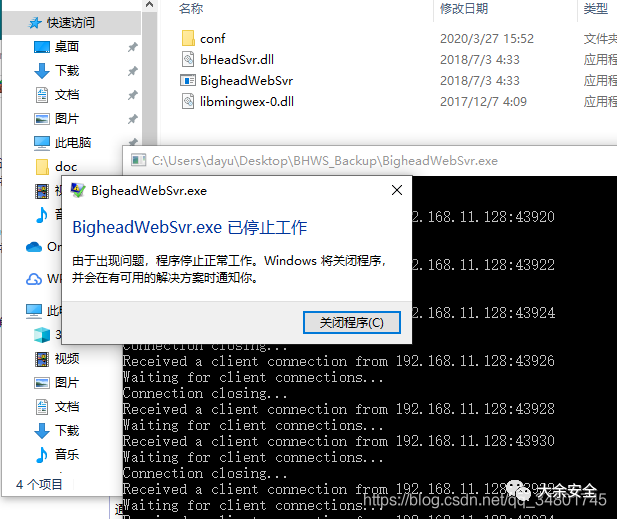 名称
修改日期
类型
快速访问
桌面
下载
文档
图片
此电脑
doc
conf
2020/3/27 15:52
文件夹
bHeadSvr.dll
2018/7/3 4:33
应用程
BigheadWebSvr
2018/7/3 4:33
应用程
libmingwex-0.dll
2017/12/7 4:09
应用程
C:\Users\dayu\Desktop\BHWS_Backup\BigheadWebSvr.exe
BigheadWebSvr.exe
BigheadWebSvr.exe 已停止工作
由于出现问题，程序停止正常工作。Windows 将关闭程序，
并会在有可用的解决方案时通知你。
关闭程序(C)
2.168.11.128:43920
2.168.11.128:43922
2.168.11.128:43924
Connection closing...
Received a client connection from 192.168.11.128:43926
Waiting for client connections...
Connection closing...
Received a client connection from 192.168.11.128:43928
Waiting for client connections...
Received a client connection from 192.168.11.128:43930
Waiting for client connections...
Connection closing...
Received a client connection from 192.168.11.128:
Waiting for client connections...
Received a client connection from 192.168.11.128:
视频
图片
文档
下载
音乐
4 个项目
大余安全
https://blog.csdn.net/qq_34801745